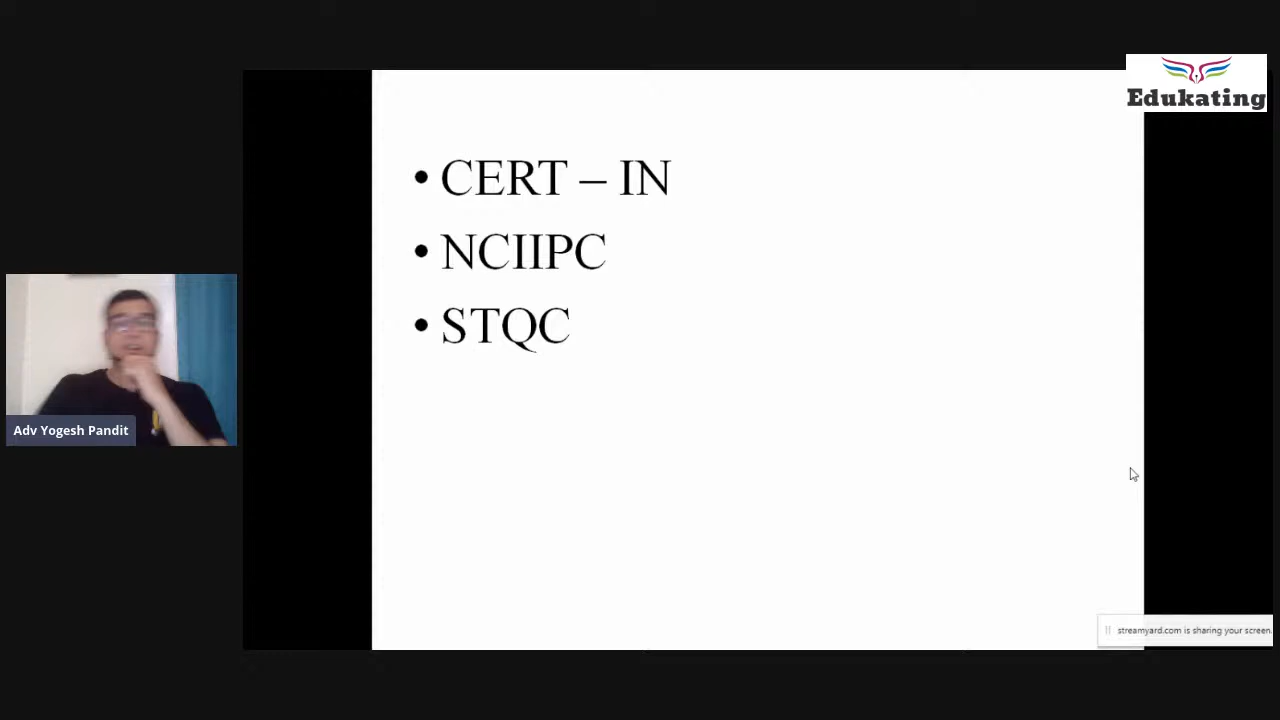 Edukating
• CERT – IN
• NCIIPC
• STQC
Adv Yogesh Pandit
streamyard.com is sharing your screen.